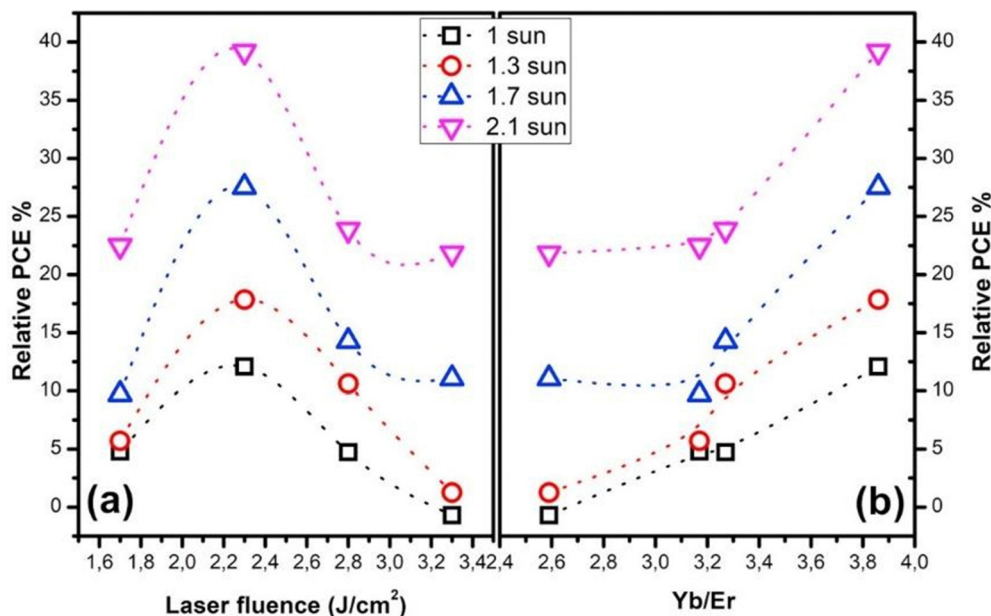 1 sun
1.3 sun
1.7 sun
2.1 sun
Relative PCE %
40
35
30
25
20
15
10
5
0
(a)
1,6 1,8 2,0 2,2 2,4 2,6 2,8 3,0 3,2 3,4
Laser fluence (J/cm²)
(b)
2,4 2,6 2,8 3,0 3,2 3,4 3,6 3,8 4,0
Yb/Er
40
35
30
25
20
15
10
5
0
Relative PCE %